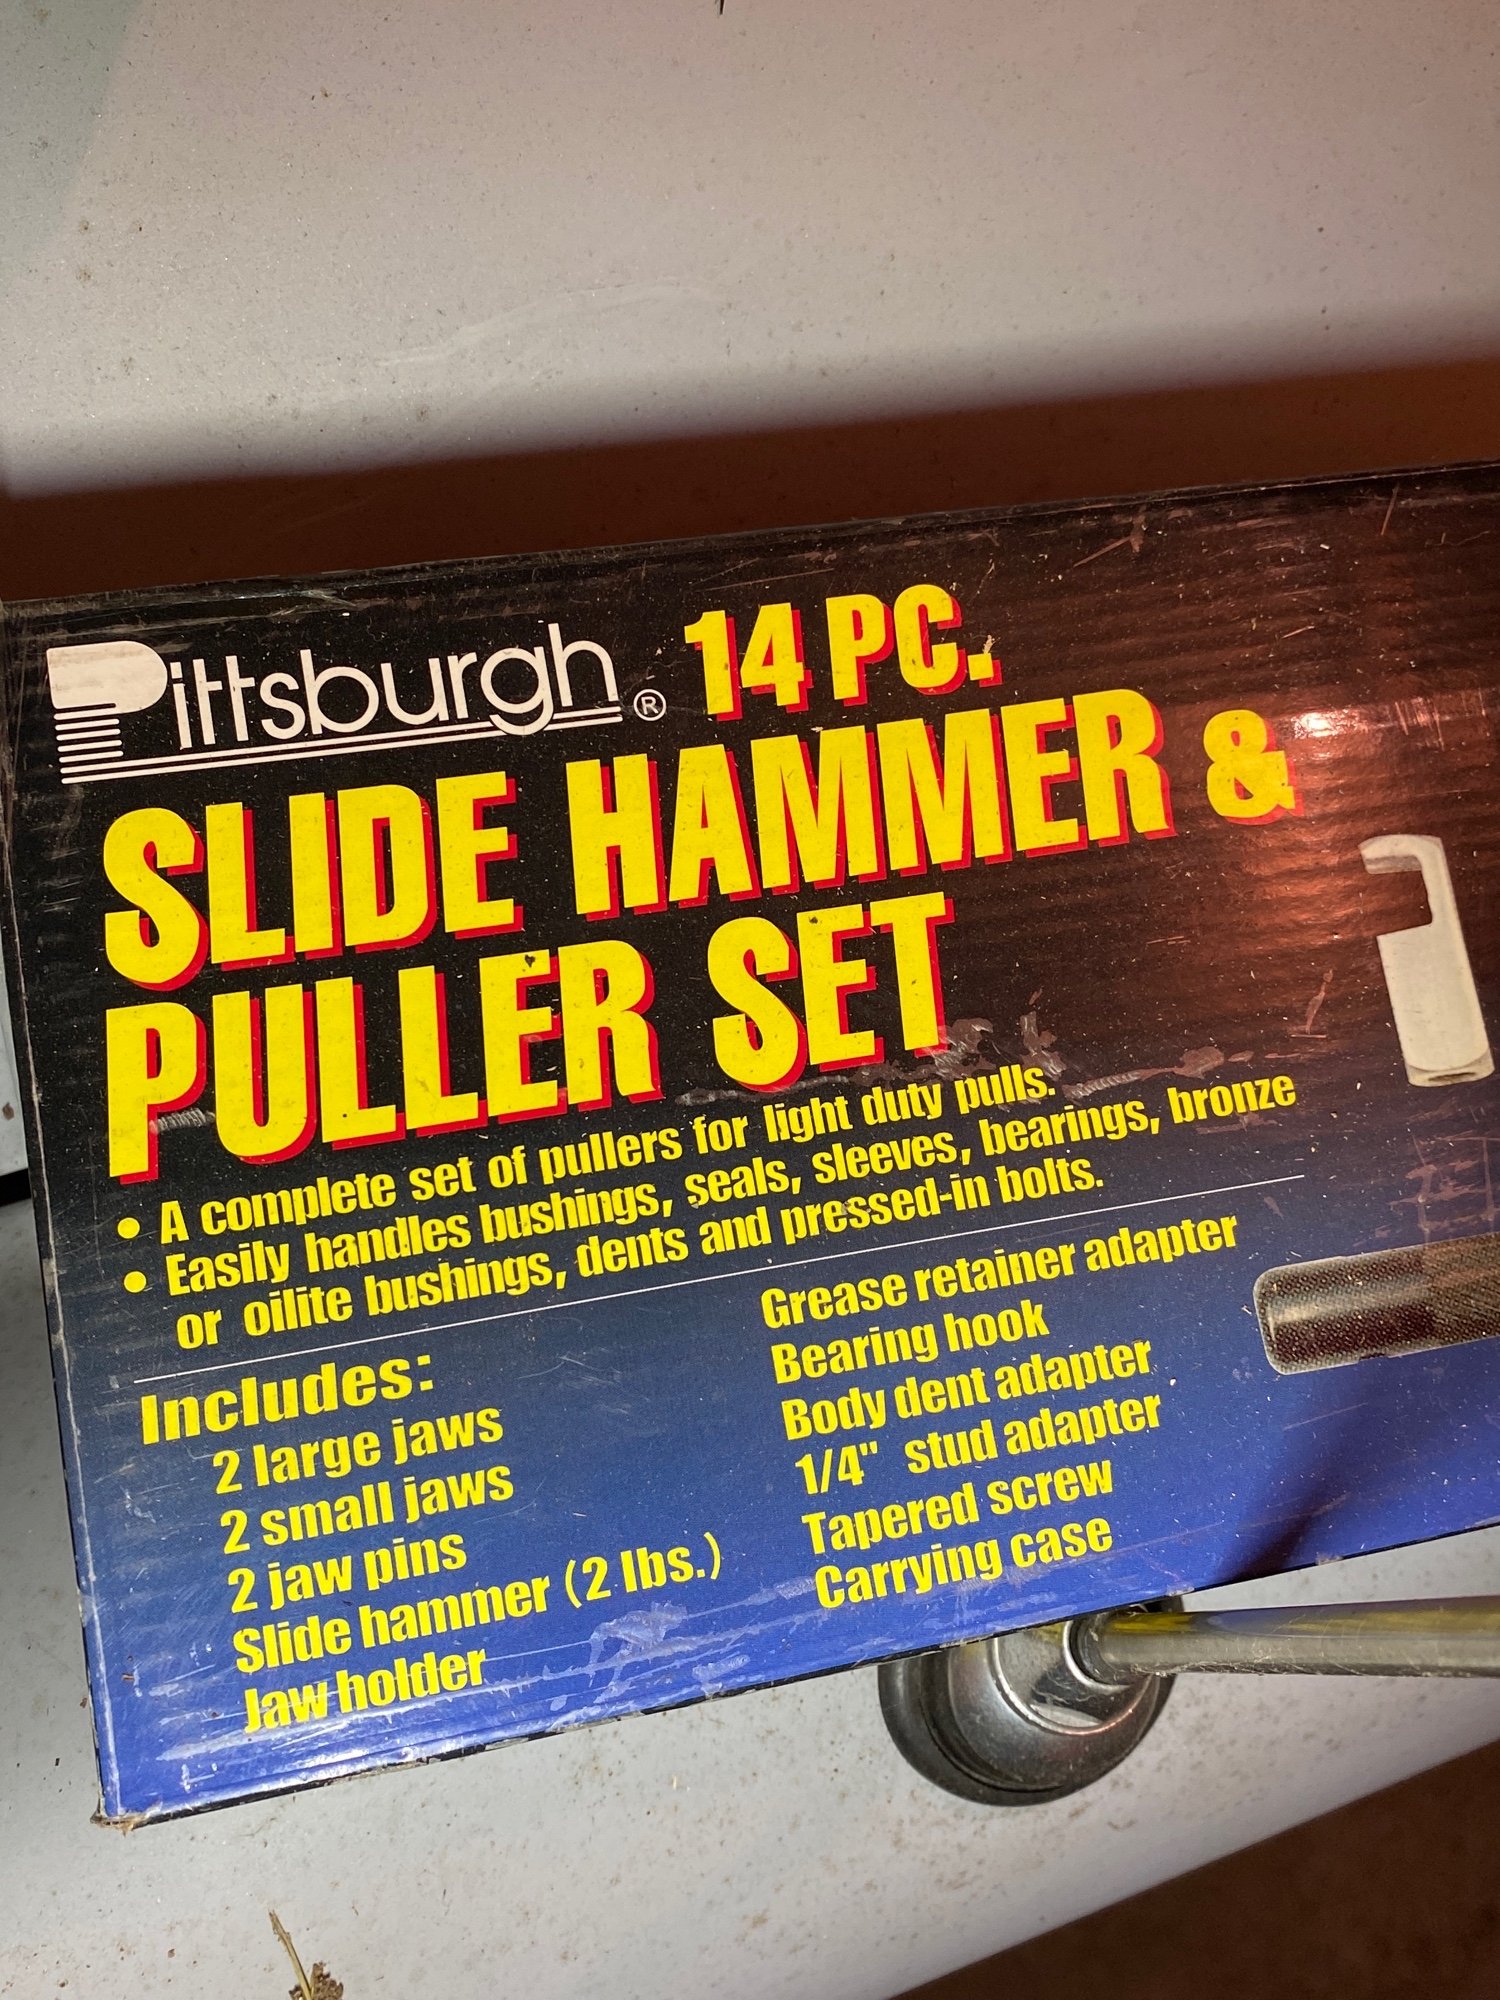 Pittsburgh® 14 PC.
SLIDE HAMMER &
PULLER SET
• A complete set of pullers for light duty pulls.
• Easily handles bushings, seals, sleeves, bearings, bronze
or oilite bushings, dents and pressed-in bolts.
Includes:
2 large jaws
2 small jaws
2 jaw pins
Slide hammer (2 lbs.)
Jaw holder
Grease retainer adapter
Bearing hook
Body dent adapter
1/4" stud adapter
Tapered screw
Carrying case